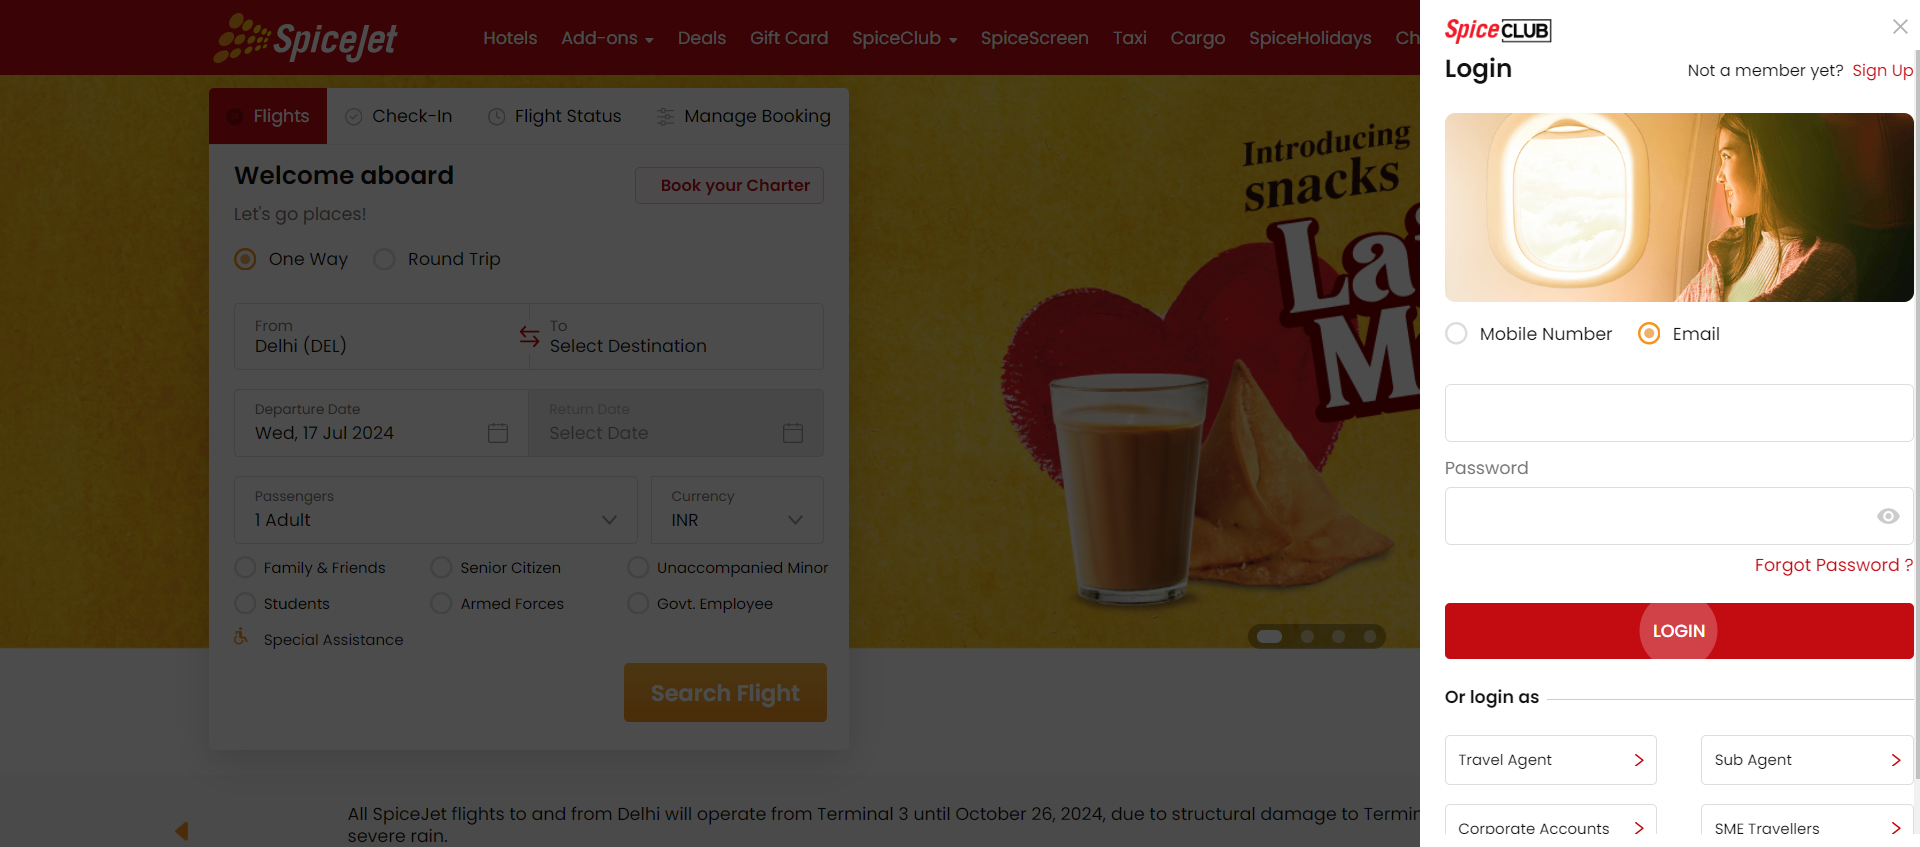 SpiceJet
Hotels
Add-ons
Deals
Gift Card
SpiceClub
SpiceScreen
Taxi
Cargo
SpiceHolidays
Flights
Check-In
Flight Status
Manage Booking
Welcome aboard
Book your Charter
Let's go places!
One Way
Round Trip
From
Delhi (DEL)
To
Select Destination
Departure Date
Wed, 17 Jul 2024
Return Date
Select Date
Passengers
1 Adult
Currency
INR
Family & Friends
Senior Citizen
Unaccompanied Minor
Students
Armed Forces
Govt. Employee
Special Assistance
Search Flight
Introducing
snacks
All SpiceJet flights to and from Delhi will operate from Terminal 3 until October 26, 2024, due to structural damage to
severe rain.
SpiceCLUB
Login
Not a member yet? Sign Up
Mobile Number
Email
Password
Forgot Password ?
LOGIN
Or login as
Travel Agent
Sub Agent
Corporate Accounts
SME Travellers